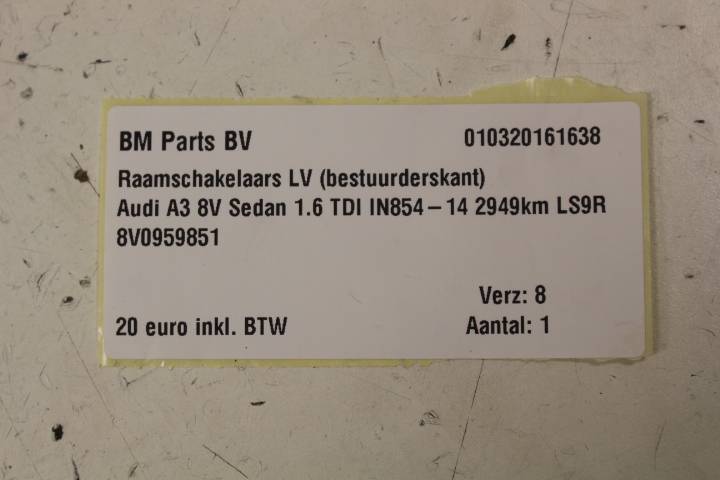 BM Parts BV 010320161638
Raamschakelaars LV (bestuurderskant)
Audi A3 8V Sedan 1.6 TDI IN854-14 2949km LS9R
8V0959851
Verz: 8
20 euro inkl. BTW Aantal: 1